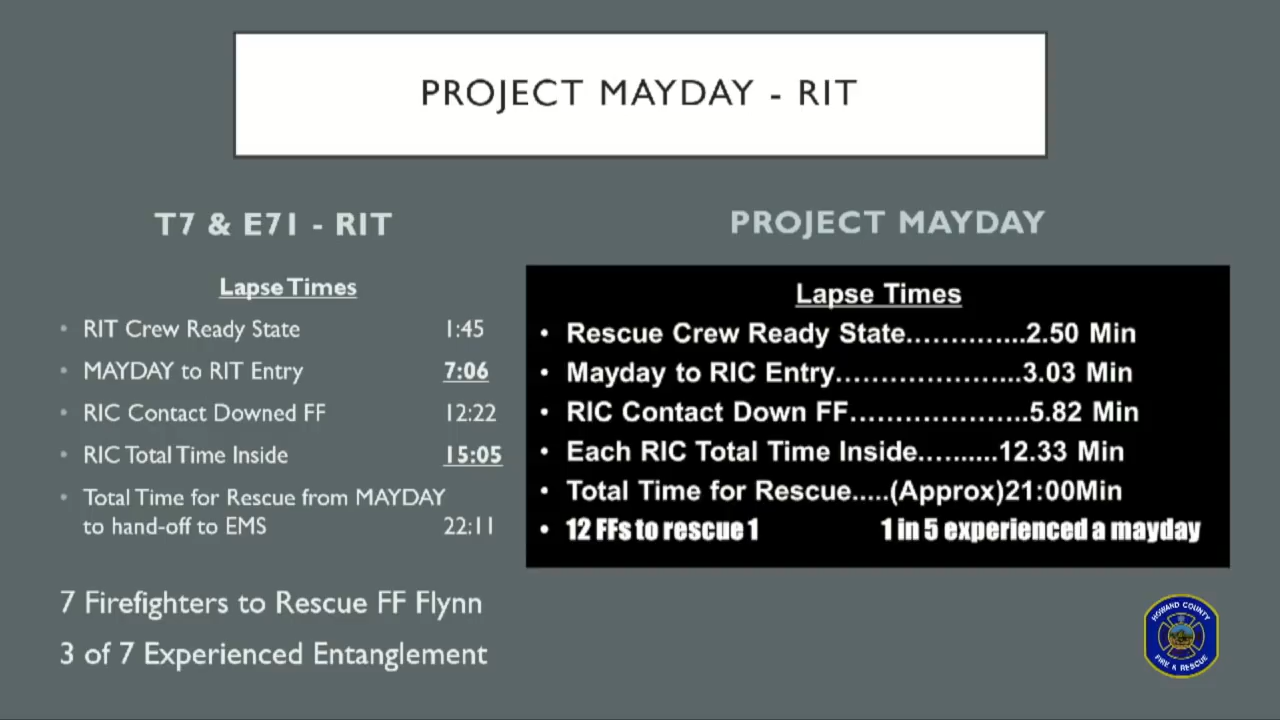 PROJECT MAYDAY - RIT
T7 & E71 - RIT
Lapse Times
• RIT Crew Ready State 1:45
• MAYDAY to RIT Entry 7:06
• RIC Contact Downed FF 12:22
• RIC Total Time Inside 15:05
• Total Time for Rescue from MAYDAY
to hand-off to EMS 22:11
7 Firefighters to Rescue FF Flynn
3 of 7 Experienced Entanglement
PROJECT MAYDAY
Lapse Times
• Rescue Crew Ready State................2.50 Min
• Mayday to RIC Entry......................3.03 Min
• RIC Contact Down FF.....................5.82 Min
• Each RIC Total Time Inside..........12.33 Min
• Total Time for Rescue.....(Approx)21:00Min
• 12 FFs to rescue 1 1 in 5 experienced a mayday
HOWARD COUNTY
FIRE & RESCUE